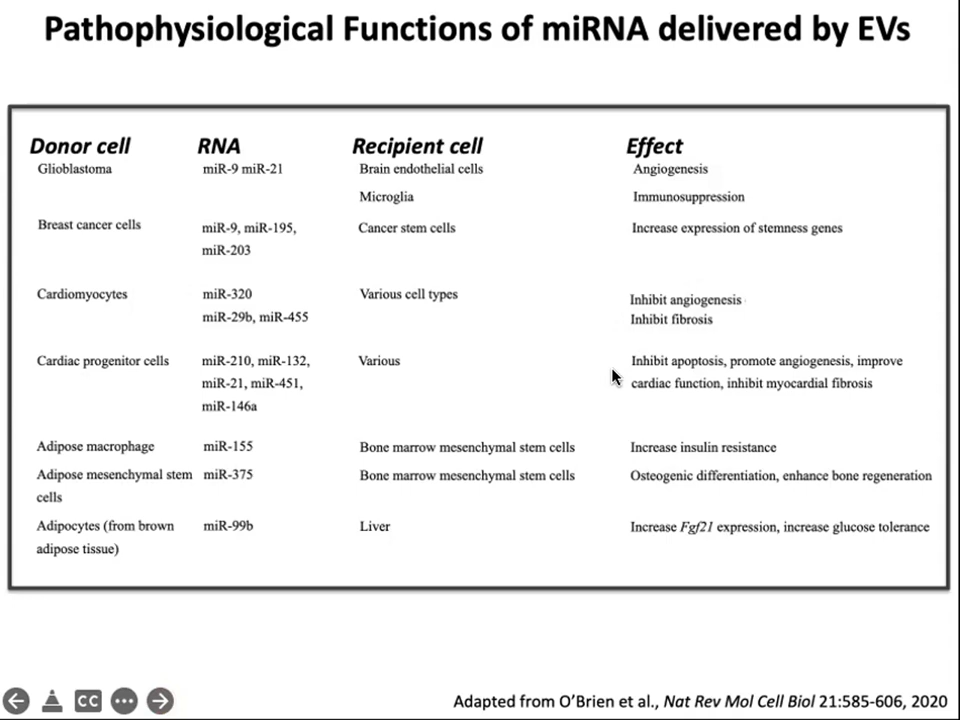 Pathophysiological Functions of miRNA delivered by EVs
Donor cell RNA Recipient cell Effect
Glioblastoma miR-9 miR-21 Brain endothelial cells Angiogenesis
Microglia Immunosuppression
Breast cancer cells miR-9, miR-195, Cancer stem cells Increase expression of stemness genes
miR-203
Cardiomyocytes miR-320 Various cell types Inhibit angiogenesis
miR-29b, miR-455 Inhibit fibrosis
Cardiac progenitor cells miR-210, miR-132, Various Inhibit apoptosis, promote angiogenesis, improve
miR-21, miR-451, cardiac function, inhibit myocardial fibrosis
miR-146a
Adipose macrophage miR-155 Bone marrow mesenchymal stem cells Increase insulin resistance
Adipose mesenchymal stem miR-375 Bone marrow mesenchymal stem cells Osteogenic differentiation, enhance bone regeneration
cells
Adipocytes (from brown miR-99b Liver Increase Fgf21 expression, increase glucose tolerance
adipose tissue)
CC
Adapted from O'Brien et al., Nat Rev Mol Cell Biol 21:585-606, 2020